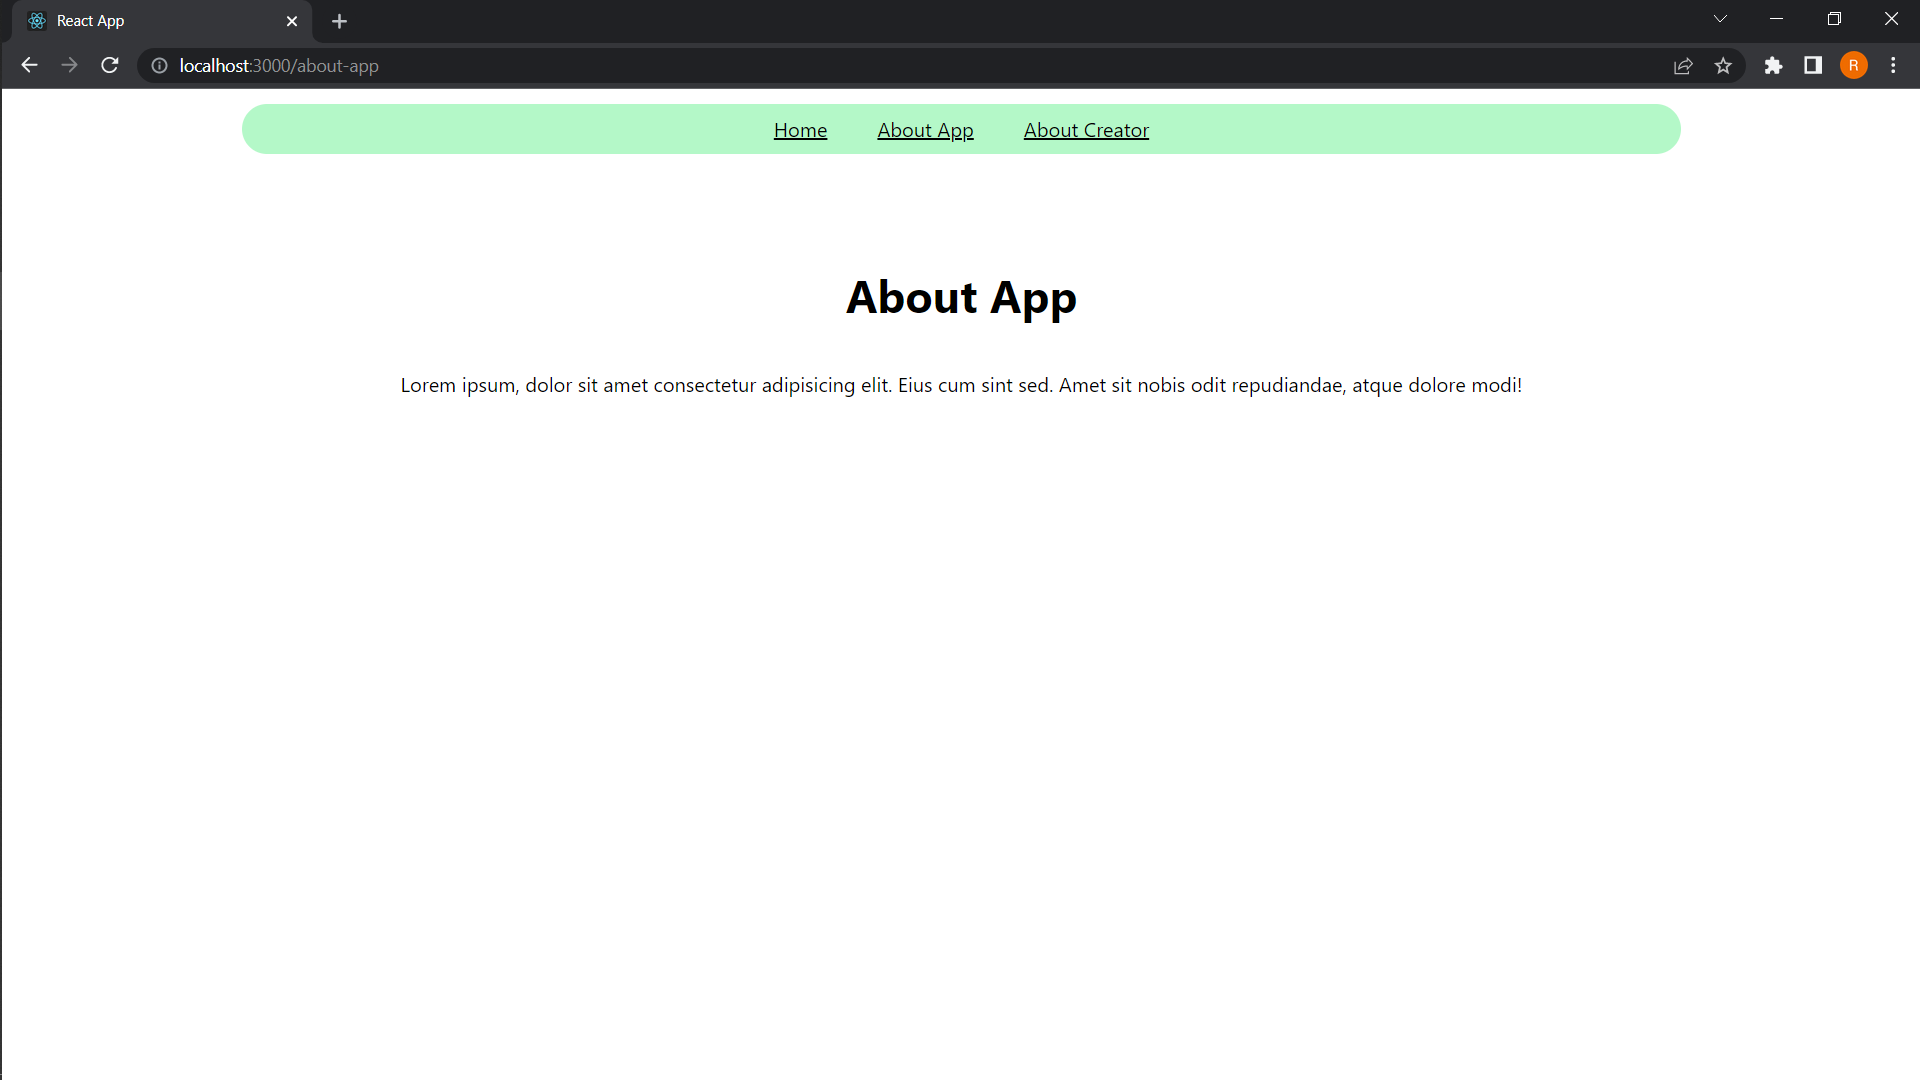 React App
localhost:3000/about-app
R
Home About App About Creator
About App
Lorem ipsum, dolor sit amet consectetur adipisicing elit. Eius cum sint sed. Amet sit nobis odit repudiandae, atque dolore modi!